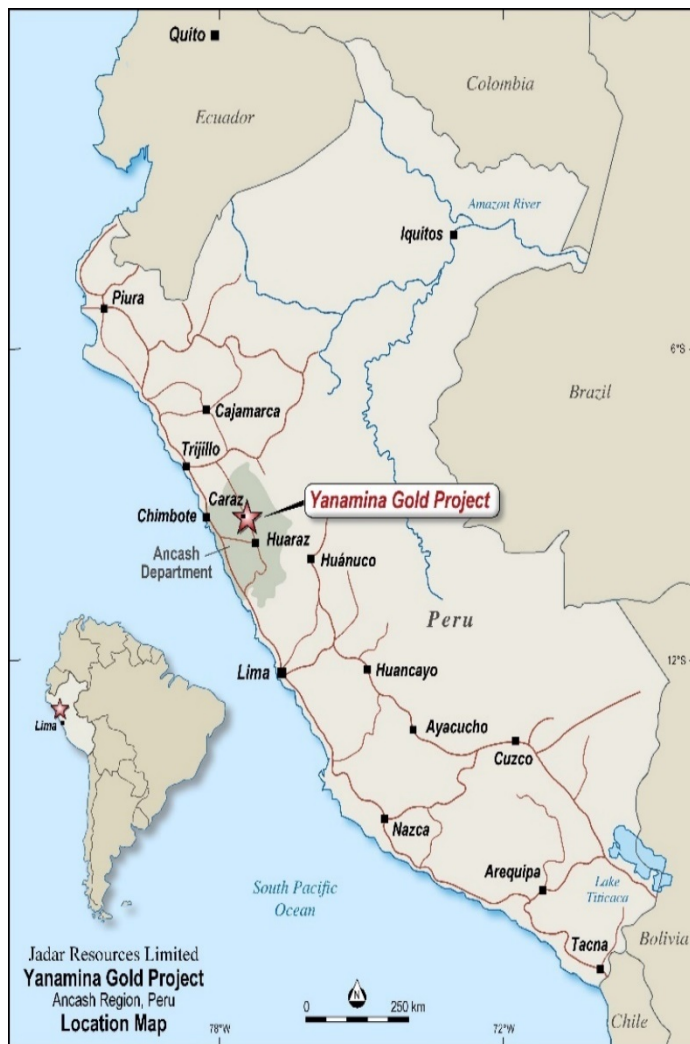 Quito
Colombia
Ecuador
Amazon River
Iquitos
Piura
6°S
Brazil
Cajamarca
Trijillo
Caraz
Yanamina Gold Project
Chimbote
Huaraz
Ancash
Department
Huánuco
Peru
12°S
Lima
Huancayo
Lima
Ayacucho
Cuzco
Nazca
South Pacific
Ocean
Arequipa
Lake
Titicaca
Bolivia
Tacna
Jadar Resources Limited
Yanamina Gold Project
Ancash Region, Peru
Location Map
0 250 km
78°W
72°W
Chile